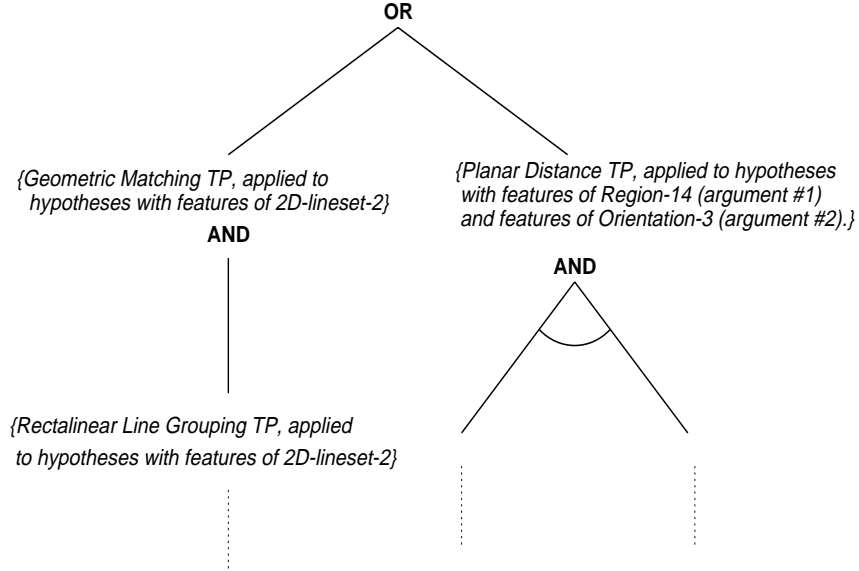 OR
{Geometric Matching TP, applied to
hypotheses with features of 2D-lineset-2}
AND
{Planar Distance TP, applied to hypotheses
with features of Region-14 (argument #1)
and features of Orientation-3 (argument #2).}
AND
{Rectalinear Line Grouping TP, applied
to hypotheses with features of 2D-lineset-2}